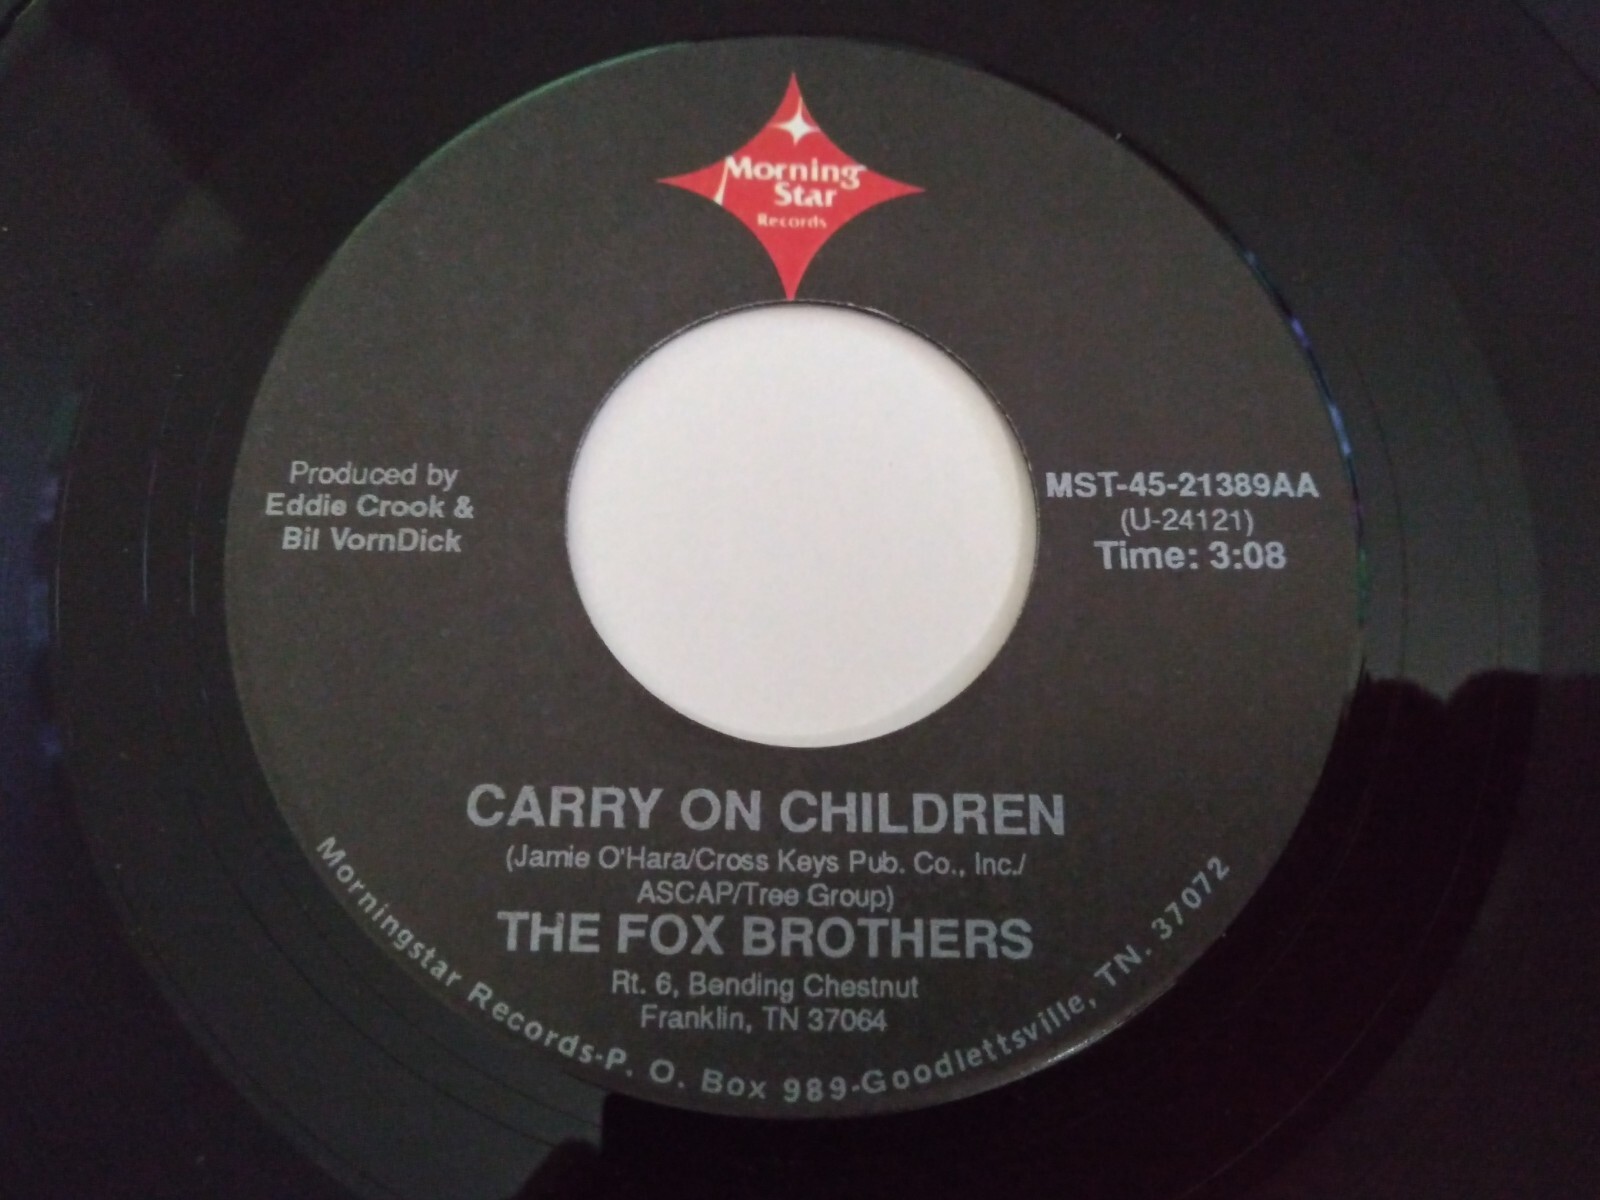 Morning
Star
Records
Produced by
Eddie Crook &
Bil VornDick
MST-45-21389AA
(U-24121)
Time: 3:08
CARRY ON CHILDREN
(Jamie O'Hara/Cross Keys Pub. Co., Inc./
ASCAP/Tree Group)
THE FOX BROTHERS
Rt. 6, Bending Chestnut
Franklin, TN 37064
Morningstar Records-P. O. Box 989-Goodlettsville, TN. 37072